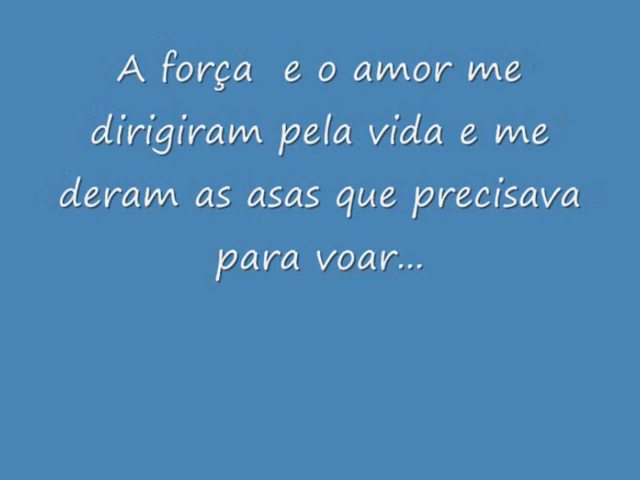 A força e o amor me
dirigiram pela vida e me
deram as asas que precisava
para voar...